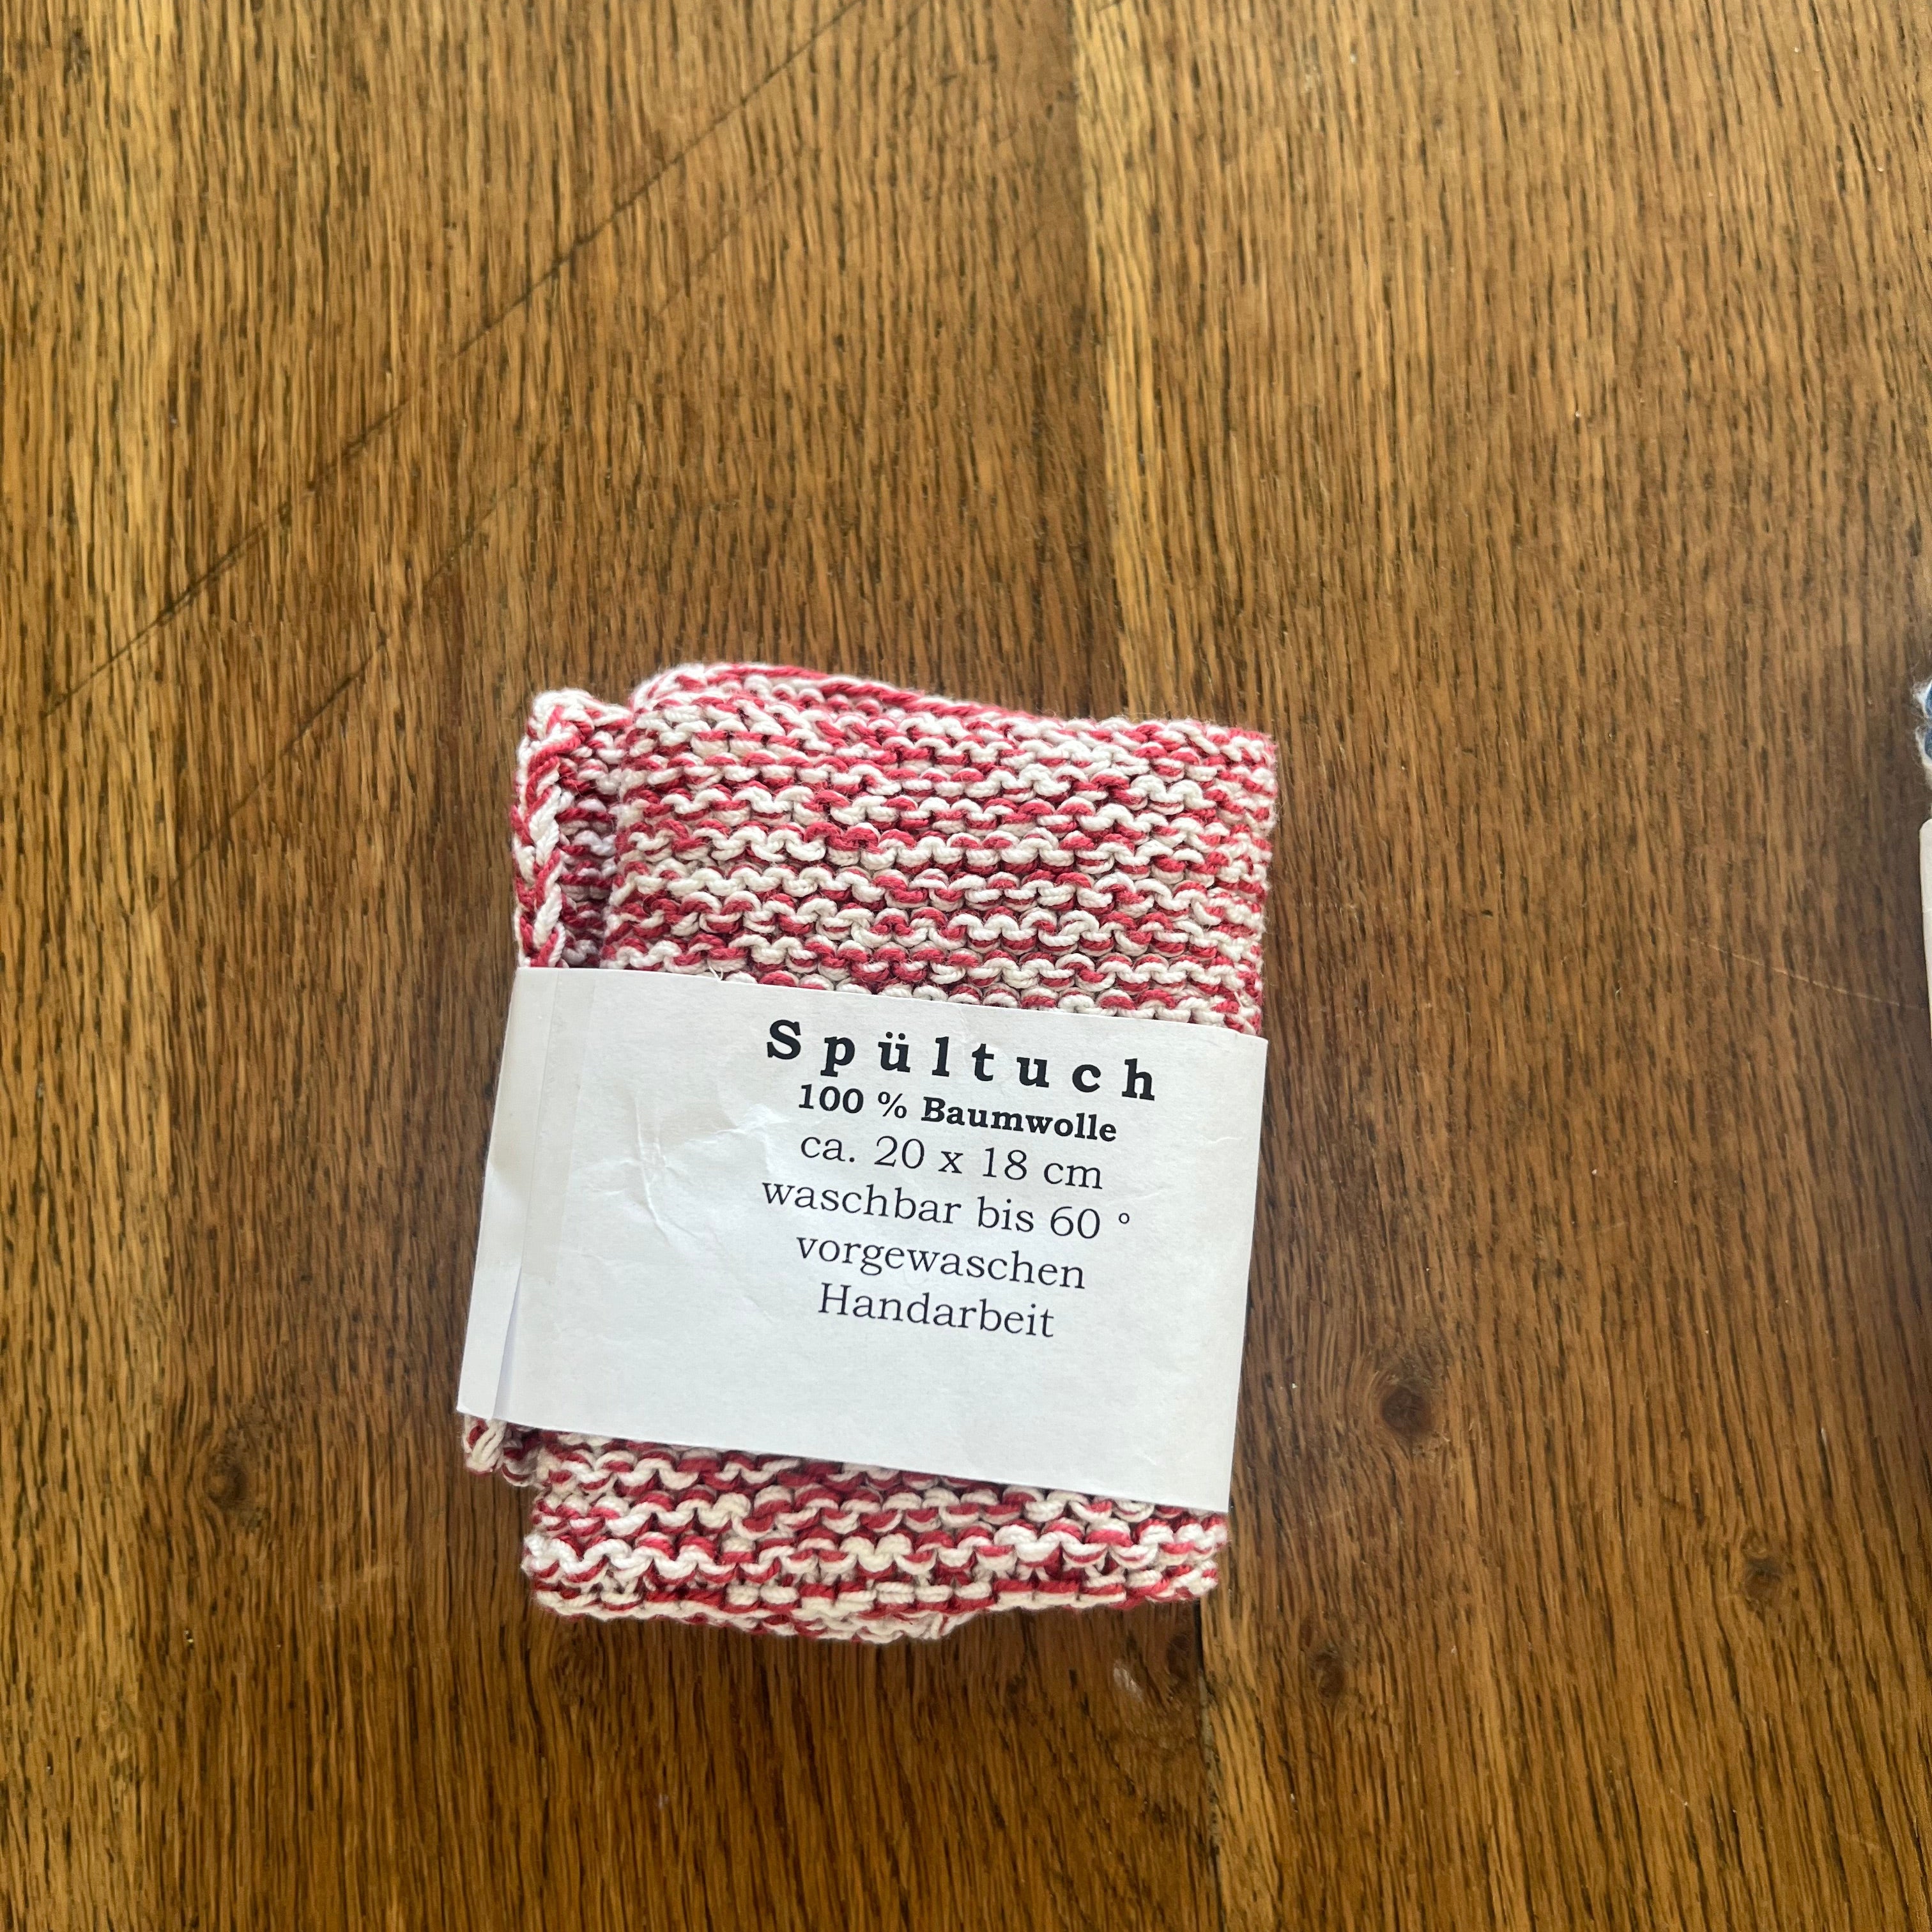 Spültuch
100 % Baumwolle
ca. 20 x 18 cm
waschbar bis 60 °
vorgewaschen
Handarbeit